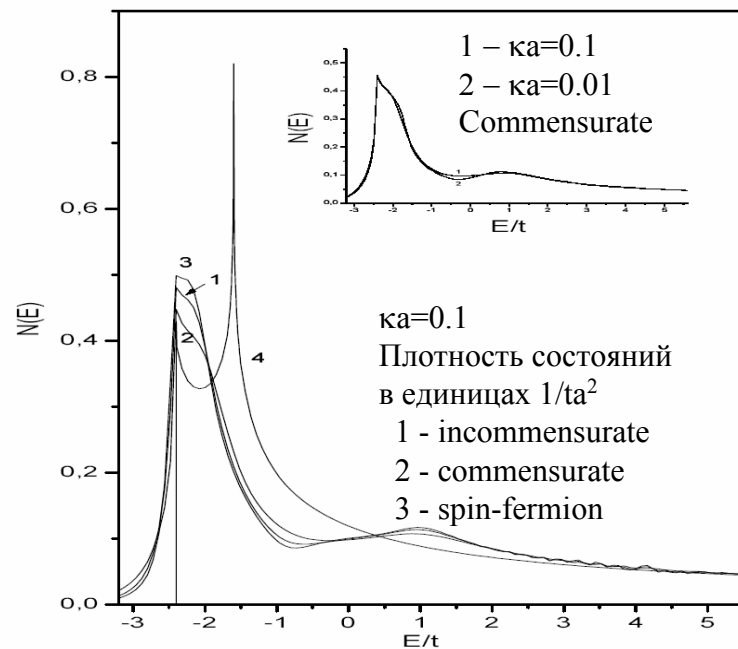 1 – κa=0.1
2 – κa=0.01
Commensurate
N(E)
0,5
0,4
0,3
0,2
0,1
0,0
1
2
-3 -2 -1 0 1 2 3 4 5
E/t
N(E)
0,8
0,6
0,4
0,2
0,0
3
1
2
4
κa=0.1
Плотность состояний
в единицах 1/ta²
1 - incommensurate
2 - commensurate
3 - spin-fermion
-3 -2 -1 0 1 2 3 4 5
E/t